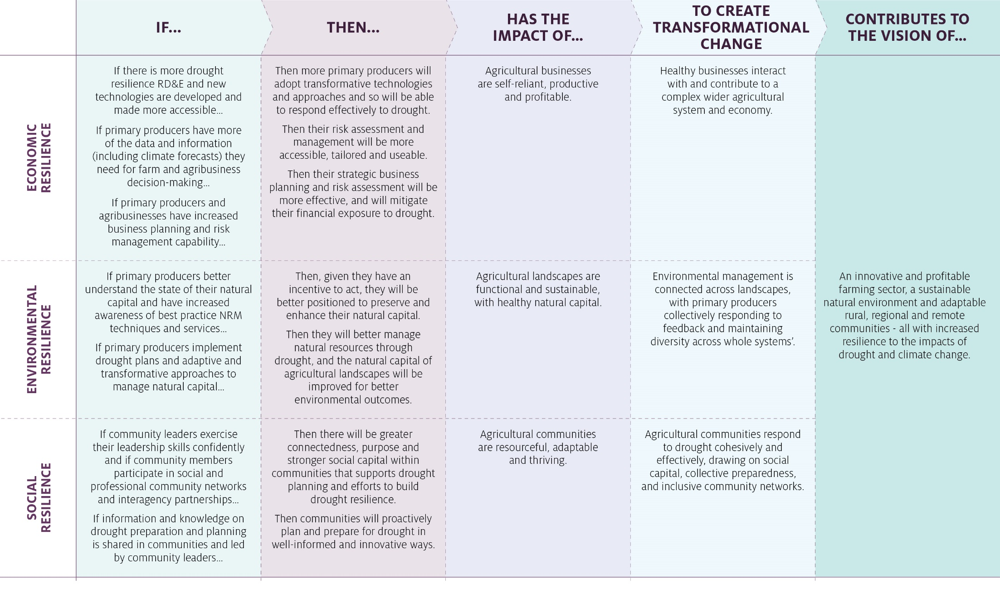 IF...
THEN...
HAS THE
IMPACT OF...
TO CREATE
TRANSFORMATIONAL
CHANGE
CONTRIBUTES TO
THE VISION OF...
ECONOMIC
RESILIENCE
If there is more drought
resilience RD&E and new
technologies are developed and
made more accessible...
If primary producers have more
of the data and information
(including climate forecasts) they
need for farm and agribusiness
decision-making...
If primary producers and
agribusinesses have increased
business planning and risk
management capability...
Then more primary producers will
adopt transformative technologies
and approaches and so will be able
to respond effectively to drought.
Then their risk assessment and
management will be more
accessible, tailored and useable.
Then their strategic business
planning and risk assessment will be
more effective, and will mitigate
their financial exposure to drought.
Agricultural businesses
are self-reliant, productive
and profitable.
Healthy businesses interact
with and contribute to a
complex wider agricultural
system and economy.
ENVIRONMENTAL
RESILIENCE
If primary producers better
understand the state of their natural
capital and have increased
awareness of best practice NRM
techniques and services...
If primary producers implement
drought plans and adaptive and
transformative approaches to
manage natural capital...
Then, given they have an
incentive to act, they will be
better positioned to preserve and
enhance their natural capital.
Then they will better manage
natural resources through
drought, and the natural capital of
agricultural landscapes will be
improved for better
environmental outcomes.
Agricultural landscapes are
functional and sustainable,
with healthy natural capital.
Environmental management is
connected across landscapes,
with primary producers
collectively responding to
feedback and maintaining
diversity across whole systems’.
An innovative and profitable
farming sector, a sustainable
natural environment and adaptable
rural, regional and remote
communities - all with increased
resilience to the impacts of
drought and climate change.
SOCIAL
RESILIENCE
If community leaders exercise
their leadership skills confidently
and if community members
participate in social and
professional community networks
and interagency partnerships...
If information and knowledge on
drought preparation and planning
is shared in communities and led
by community leaders...
Then there will be greater
connectedness, purpose and
stronger social capital within
communities that supports drought
planning and efforts to build
drought resilience.
Then communities will proactively
plan and prepare for drought in
well-informed and innovative ways.
Agricultural communities
are resourceful, adaptable
and thriving.
Agricultural communities respond
to drought cohesively and
effectively, drawing on social
capital, collective preparedness,
and inclusive community networks.